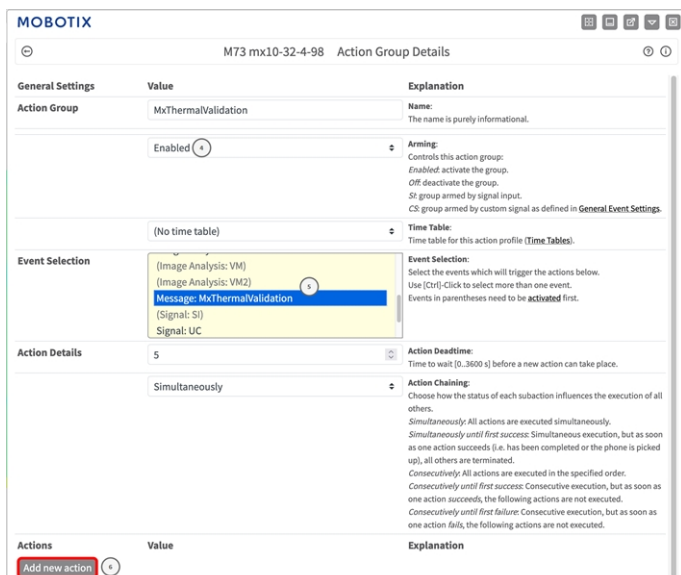 MOBOTIX
M73 mx10-32-4-98 Action Group Details
General Settings Value Explanation
Action Group MxThermalValidation Name:
The name is purely informational.
Enabled 4 Arming:
Controls this action group:
Enabled: activate the group.
Off: deactivate the group.
SI: group armed by signal input.
CS: group armed by custom signal as defined in General Event Settings.
(No time table) Time Table:
Time table for this action profile (Time Tables).
Event Selection Event Selection:
(Image Analysis: VM) Select the events which will trigger the actions below.
(Image Analysis: VM2) 5 Use [Ctrl]-Click to select more than one event.
Message: MxThermalValidation Events in parentheses need to be activated first.
(Signal: SI)
Signal: UC
Action Details 5 Action Deadtime:
Time to wait [0..3600 s] before a new action can take place.
Simultaneously Action Chaining:
Choose how the status of each subaction influences the execution of all
others.
Simultaneously: All actions are executed simultaneously.
Simultaneously until first success: Simultaneous execution, but as soon
as one action succeeds (i.e. has been completed or the phone is picked
up), all others are terminated.
Consecutively: All actions are executed in the specified order.
Consecutively until first success: Consecutive execution, but as soon as
one action succeeds, the following actions are not executed.
Consecutively until first failure: Consecutive execution, but as soon as
one action fails, the following actions are not executed.
Actions Value Explanation
Add new action 6